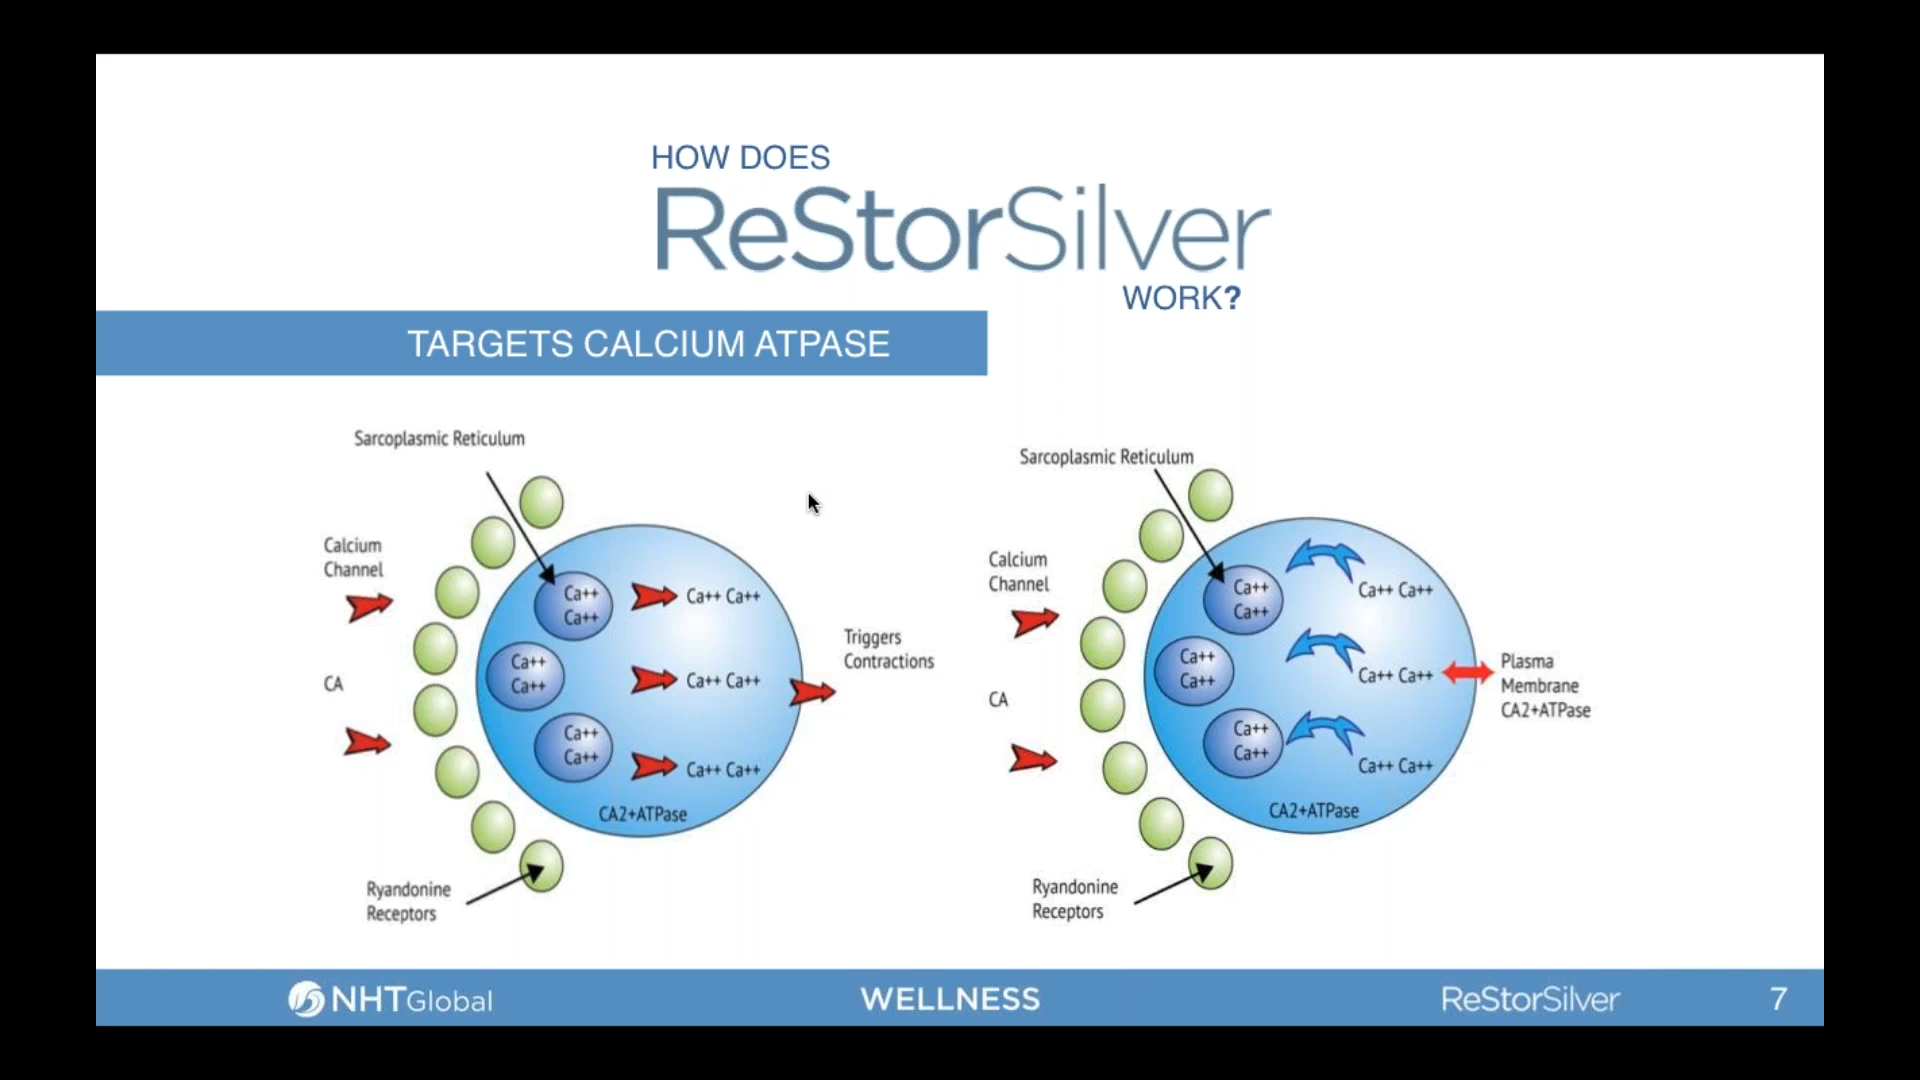 HOW DOES
ReStorSilver
WORK?
TARGETS CALCIUM ATPASE
Sarcoplasmic Reticulum
Calcium
Channel
CA
Ca++
Ca++
Ca++
Ca++
Ca++
Ca++
Ca++ Ca++
Ca++ Ca++
Ca++ Ca++
CA2+ATPase
Triggers
Contractions
Ryandonine
Receptors
Sarcoplasmic Reticulum
Calcium
Channel
CA
Ca++
Ca++
Ca++
Ca++
Ca++
Ca++
Ca++ Ca++
Ca++ Ca++
Ca++ Ca++
CA2+ATPase
Plasma
Membrane
CA2+ATPase
Ryandonine
Receptors
NHTGlobal WELLNESS ReStorSilver 7